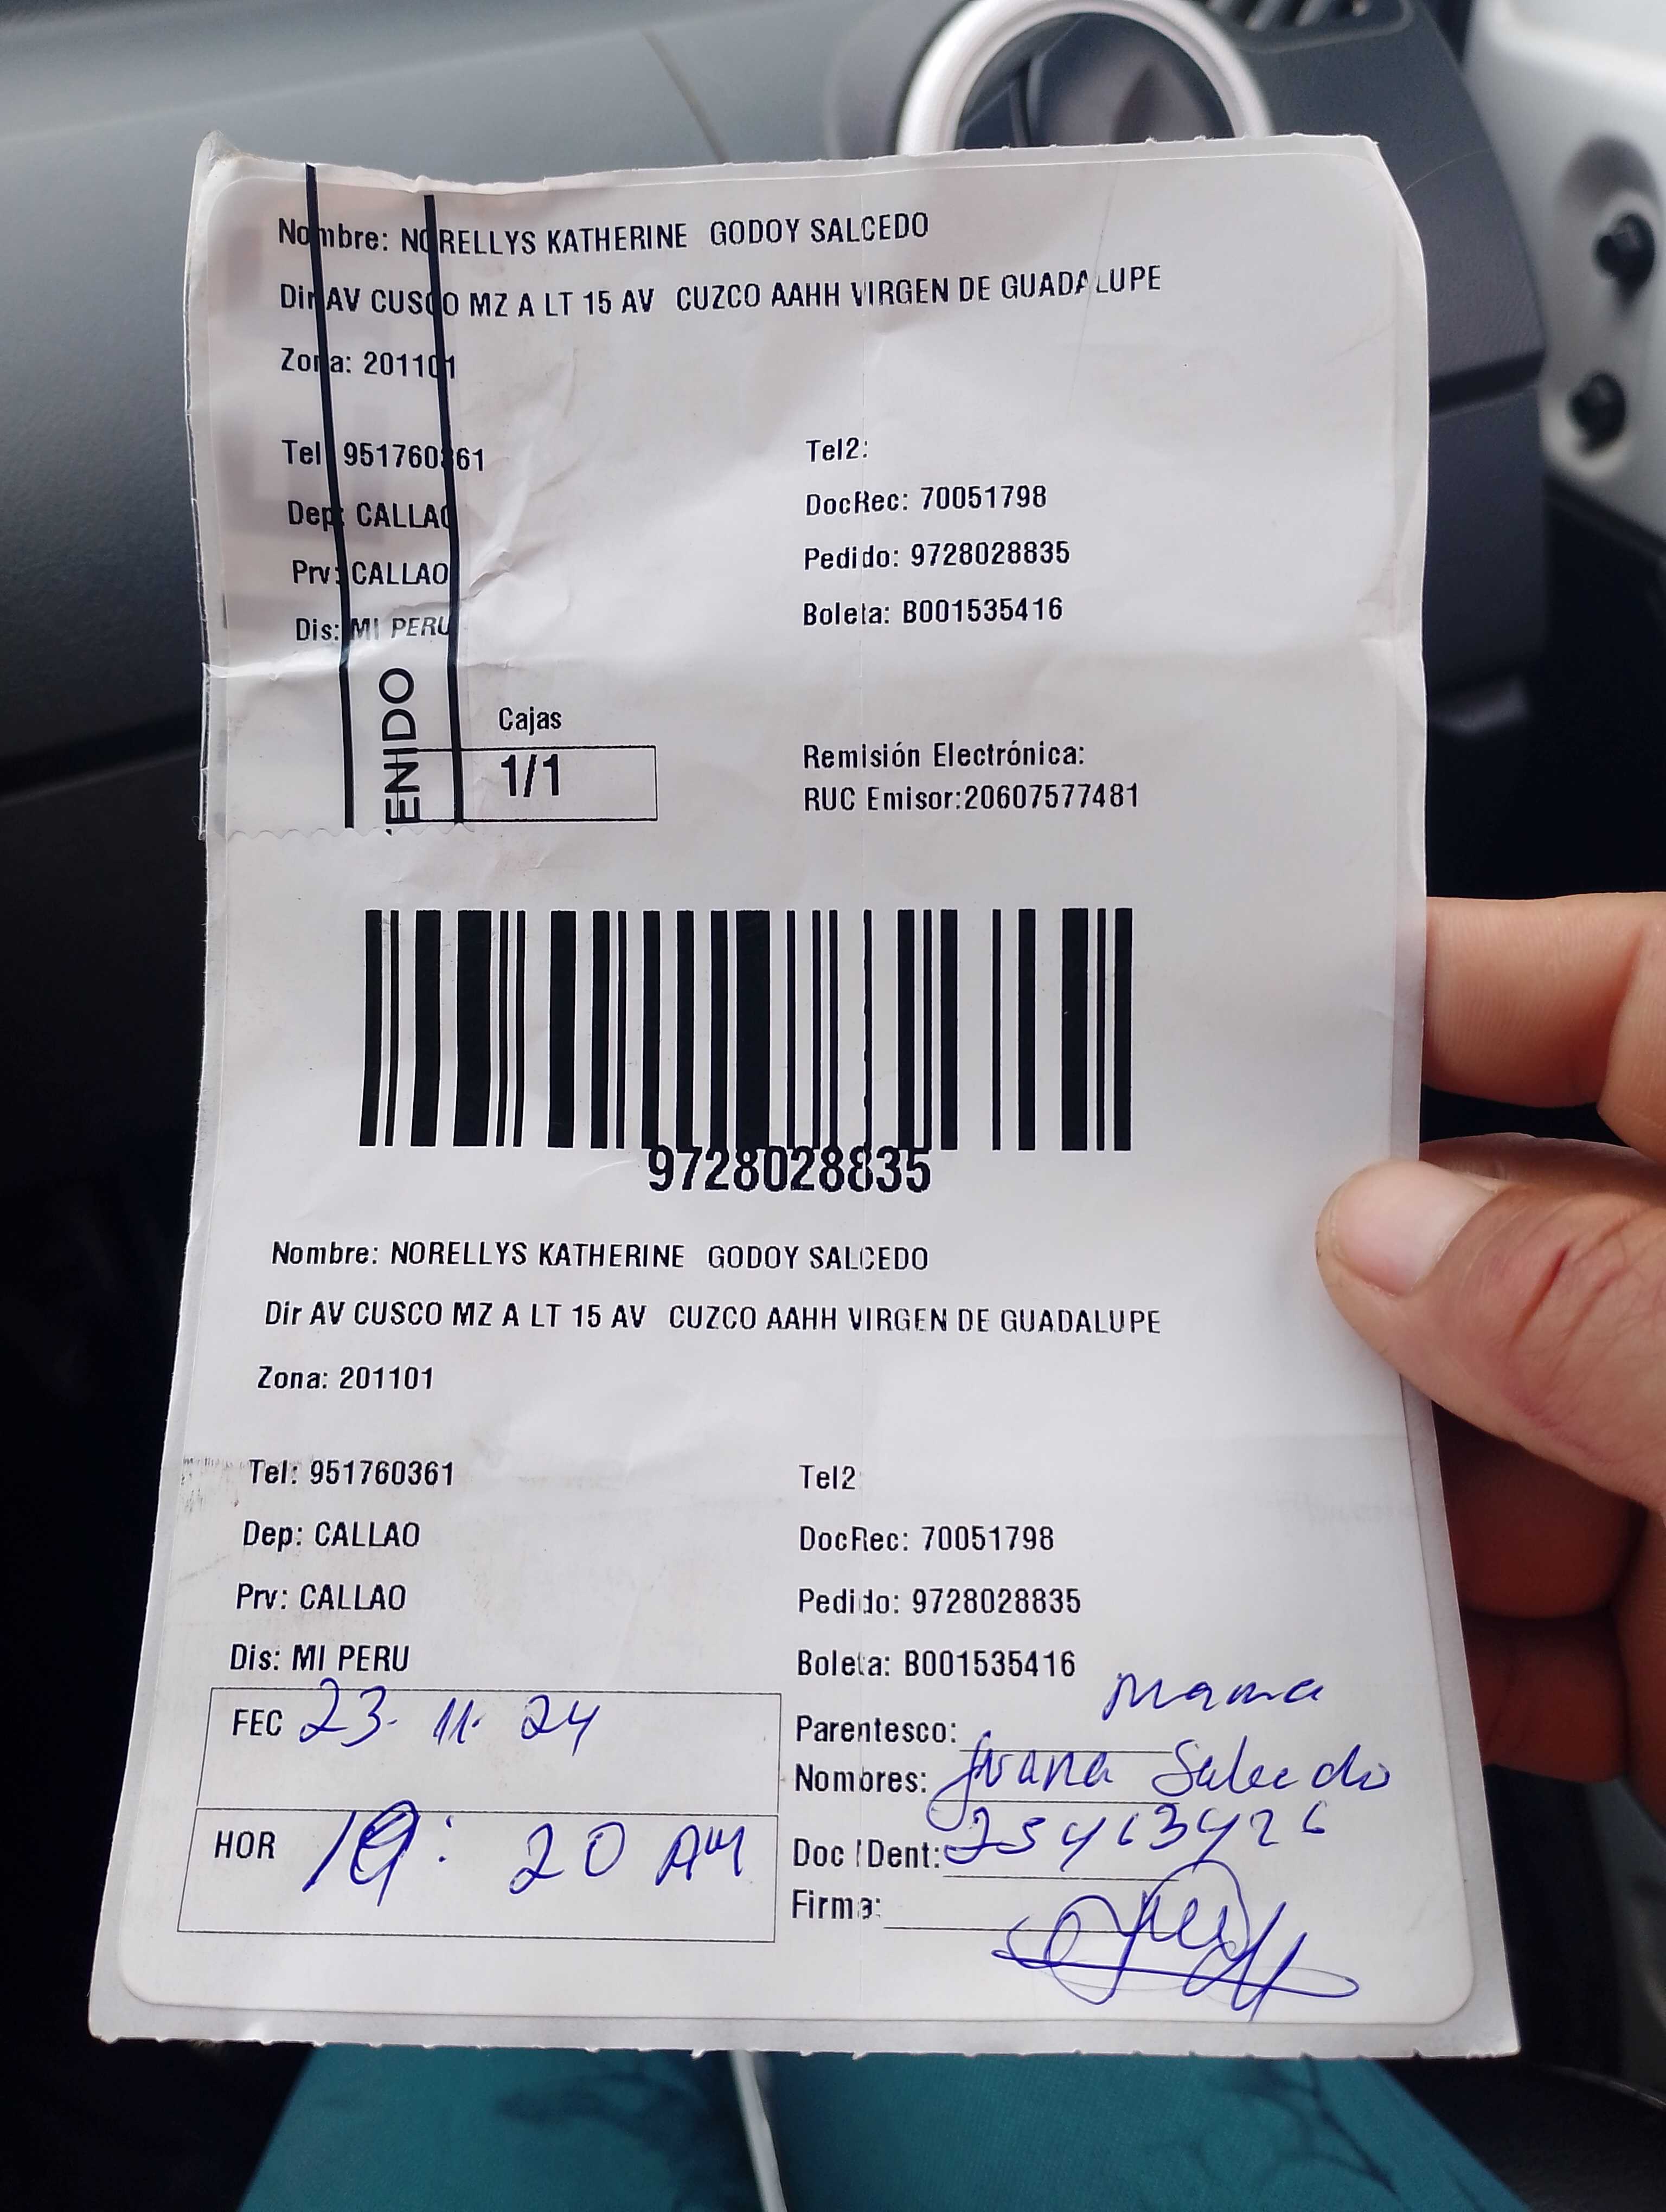 Nombre: NORELLYS KATHERINE GODOY SALCEDO
Dir AV CUSCO MZ A LT 15 AV CUZCO AAHH VIRGEN DE GUADALUPE
Zona: 201101
Tel: 951760361 Tel2:
DocRec: 70051798
Dep: CALLAO
Pedido: 9728028835
Prv: CALLAO
Boleta: B001535416
Dis: MI PERU
ENIDO
Cajas
1/1
Remisión Electrónica:
RUC Emisor:20607577481
9728028835
Nombre: NORELLYS KATHERINE GODOY SALCEDO
Dir AV CUSCO MZ A LT 15 AV CUZCO AAHH VIRGEN DE GUADALUPE
Zona: 201101
Tel: 951760361 Tel2
Dep: CALLAO DocRec: 70051798
Prv: CALLAO Pedido: 9728028835
Dis: MI PERU Boleta: B001535416
FEC 23. 11. 24
Parentesco: mama
Nombres: Juana Salcedo
HOR 20 AM
Doc IDent: 25463426
Firma: